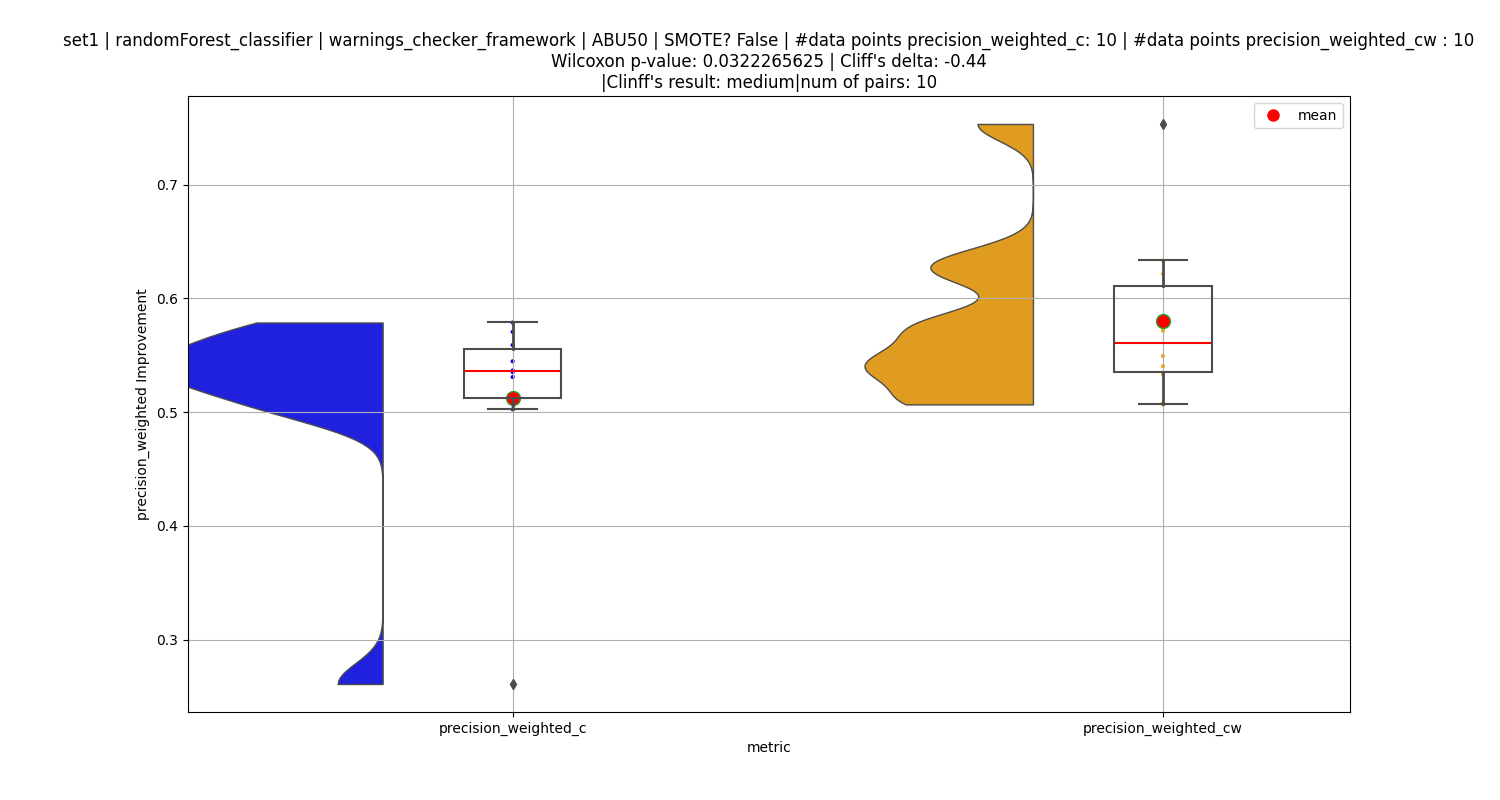 set1 | randomForest_classifier | warnings_checker_framework | ABU50 | SMOTE? False | #data points precision_weighted_c: 10 | #data points precision_weighted_cw : 10
Wilcoxon p-value: 0.0322265625 | Cliff's delta: -0.44
|Clinff's result: medium|num of pairs: 10
mean
0.7
0.6
0.5
0.4
0.3
precision_weighted Improvement
precision_weighted_c
precision_weighted_cw
metric